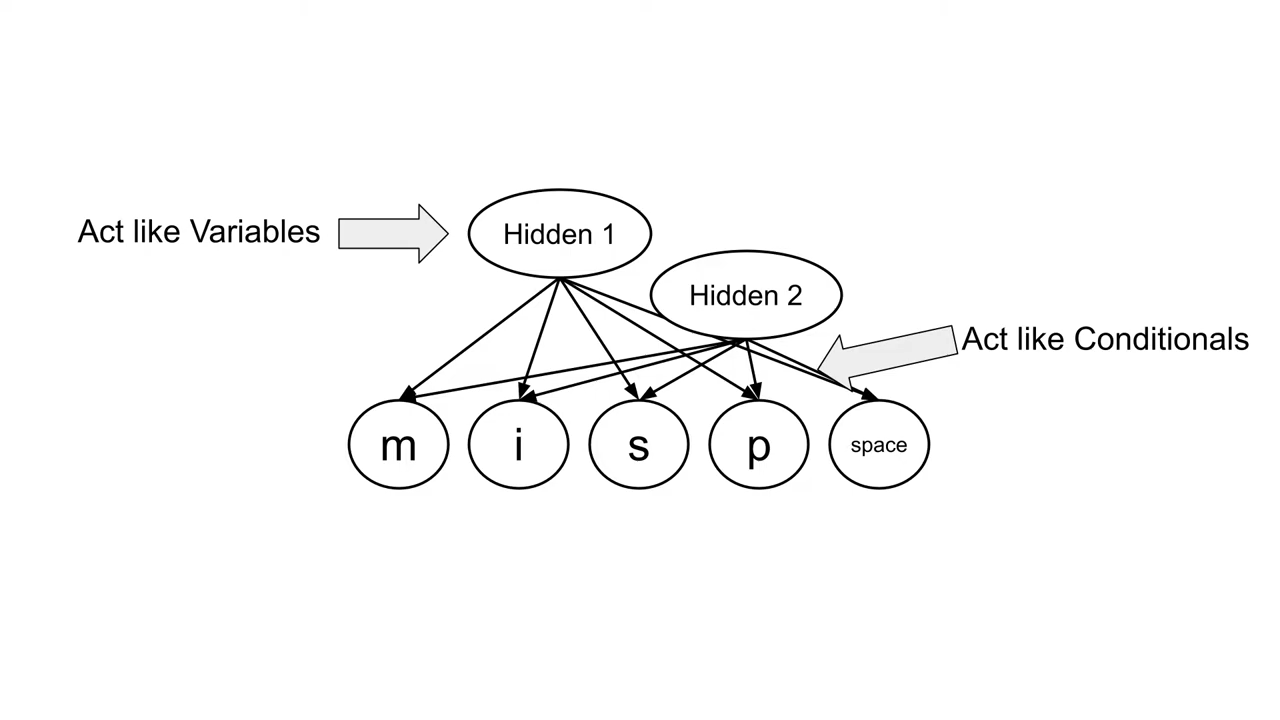 Act like Variables
Hidden 1
Hidden 2
Act like Conditionals
m
i
s
p
space